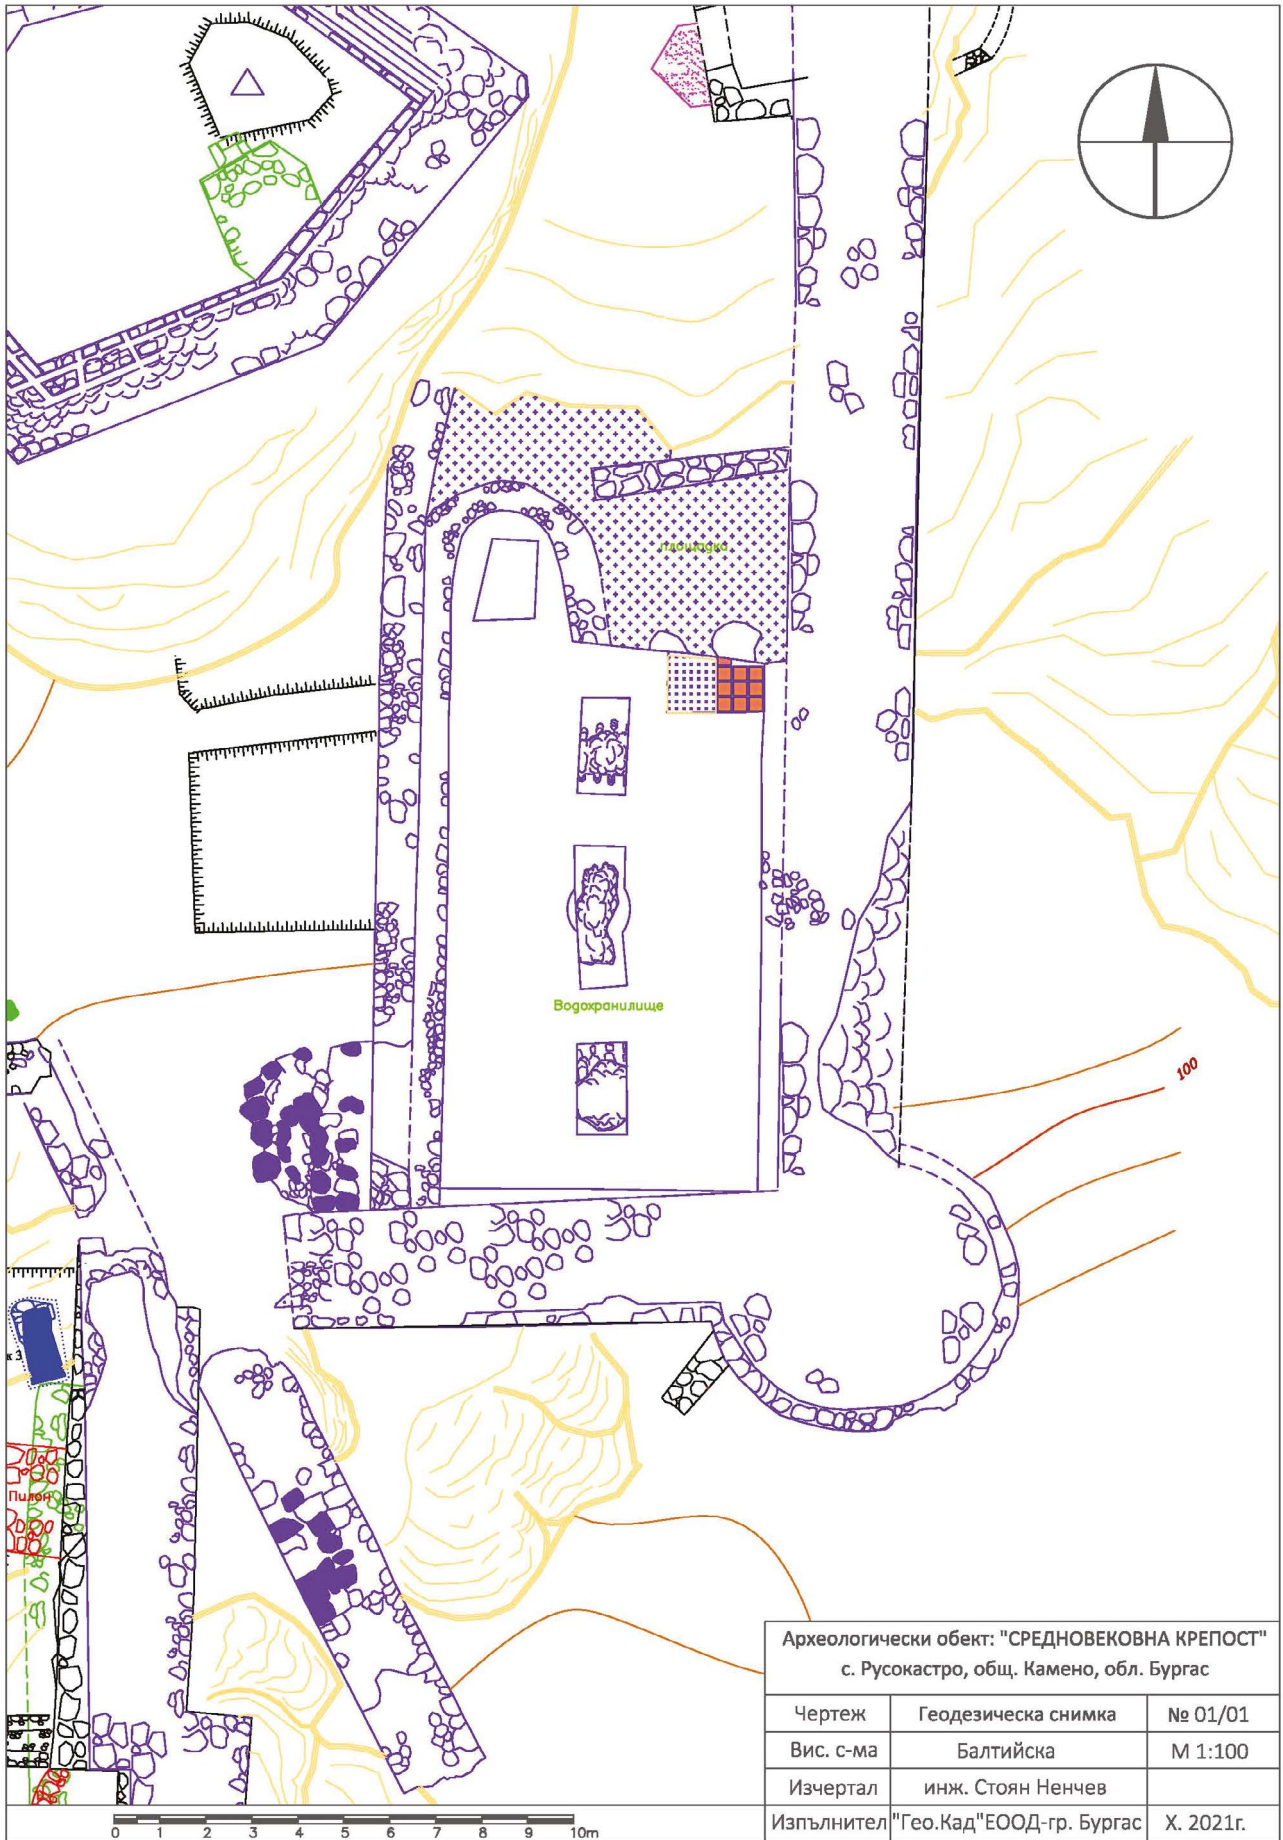 площадка
Водохранилище
100
к 3
Пилон
Археологически обект: "СРЕДНОВЕКОВНА КРЕПОСТ"
с. Русокастро, общ. Камено, обл. Бургас
Чертеж Геодезическа снимка № 01/01
Вис. с-ма Балтийска М 1:100
Изчертал инж. Стоян Ненчев
Изпълнител "Гео.Кад"ЕООД-гр. Бургас X. 2021г.
0 1 2 3 4 5 6 7 8 9 10m